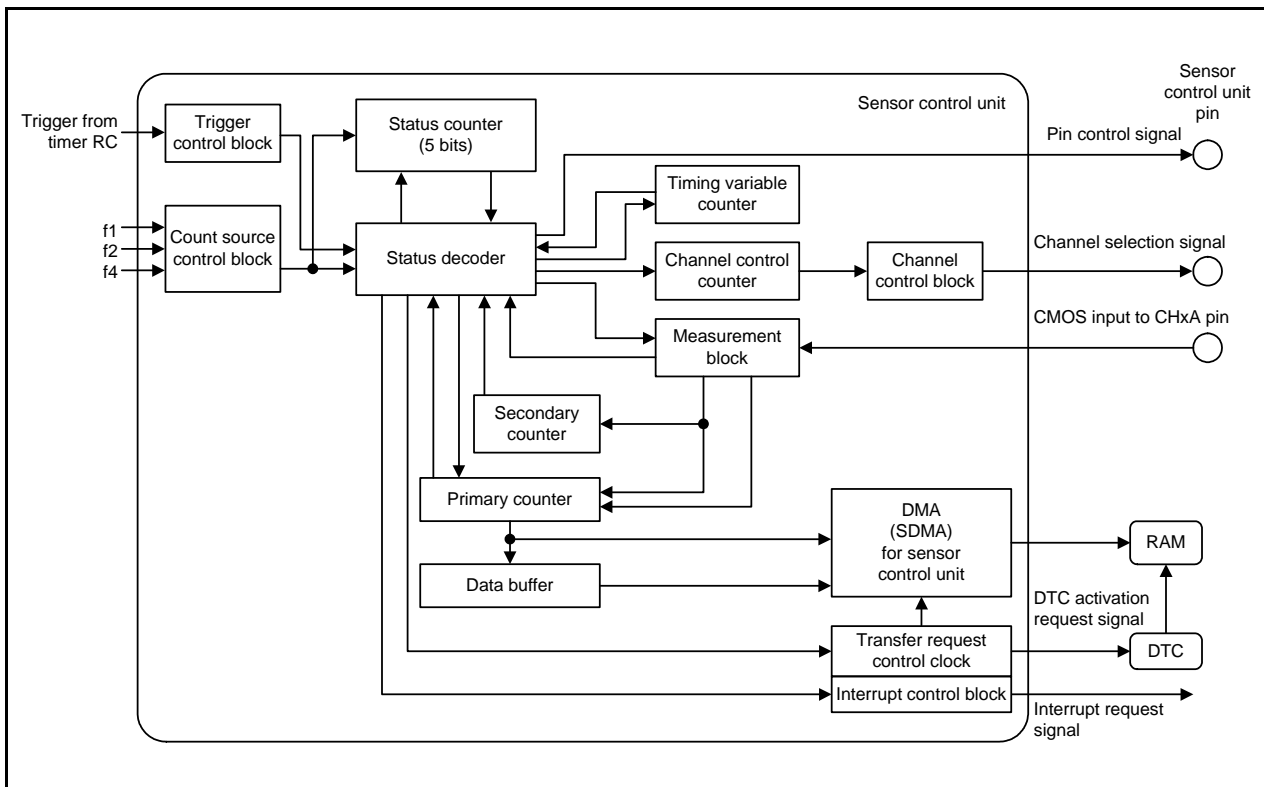 Sensor
control unit
pin
Sensor control unit
Trigger from
timer RC
Trigger
control block
Status counter
(5 bits)
Pin control signal
Timing variable
counter
f1
f2
f4
Count source
control block
Status decoder
Channel control
counter
Channel
control block
Channel selection signal
CMOS input to CHxA pin
Measurement
block
Secondary
counter
Primary counter
Data buffer
DMA
(SDMA)
for sensor
control unit
RAM
DTC activation
request signal
Transfer request
control clock
DTC
Interrupt control block
Interrupt request
signal